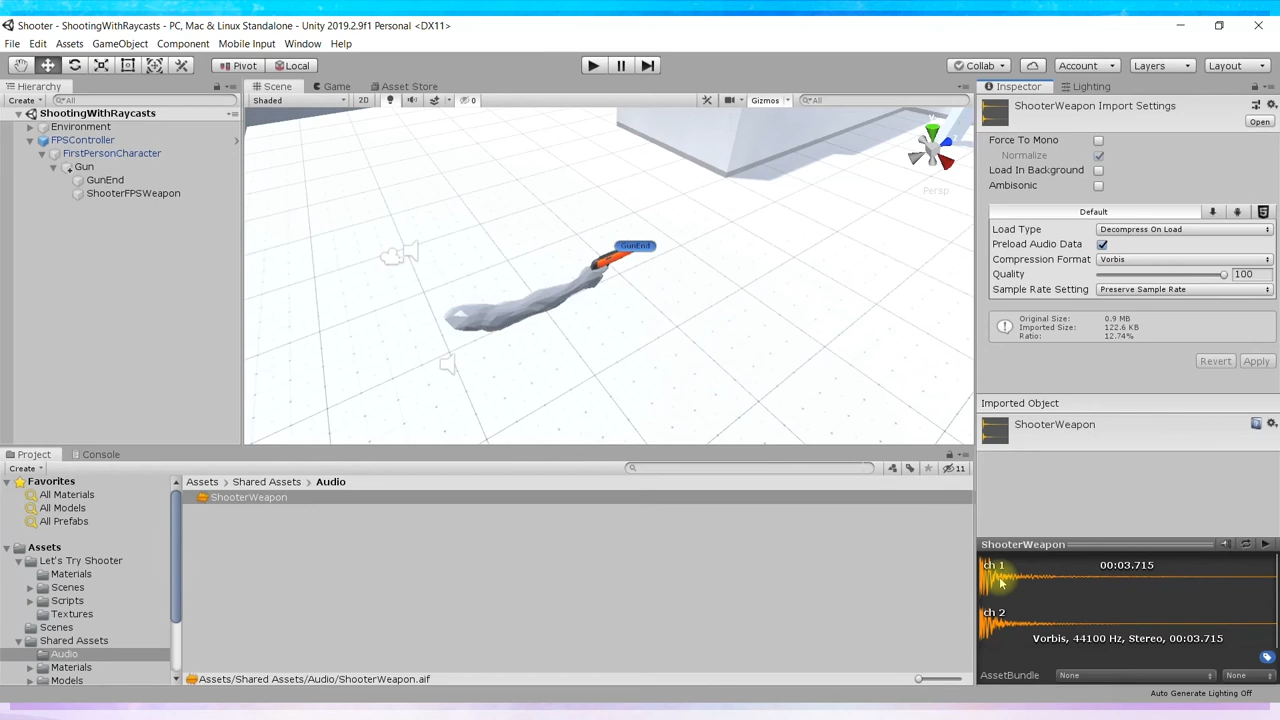 Shooter - ShootingWithRaycasts - PC, Mac & Linux Standalone - Unity 2019.2.9f1 Personal <DX11>
File Edit Assets GameObject Component Mobile Input Window Help
Pivot Local Collab Account Layers Layout
Hierarchy
Create All
ShootingWithRaycasts
Environment
FPSController
FirstPersonCharacter
Gun
GunEnd
ShooterFPSWeapon
Scene Game Asset Store
Shaded 2D 0 Gizmos All
y
z
Persp
GunEnd
Inspector Lighting
ShooterWeapon Import Settings
Open
Force To Mono
Normalize
Load In Background
Ambisonic
Default
Load Type Decompress On Load
Preload Audio Data
Compression Format Vorbis
Quality 100
Sample Rate Setting Preserve Sample Rate
Original Size: 0.9 MB
Imported Size: 122.6 KB
Ratio: 12.74%
Revert Apply
Imported Object
ShooterWeapon
Project Console
Create 11
Favorites
All Materials
All Models
All Prefabs
Assets
Let's Try Shooter
Materials
Scenes
Scripts
Textures
Scenes
Shared Assets
Audio
Materials
Models
Assets Shared Assets Audio
ShooterWeapon
Assets/Shared Assets/Audio/ShooterWeapon.aif
ShooterWeapon
ch 1 00:03.715
ch 2
Vorbis, 44100 Hz, Stereo, 00:03.715
AssetBundle None None
Auto Generate Lighting Off